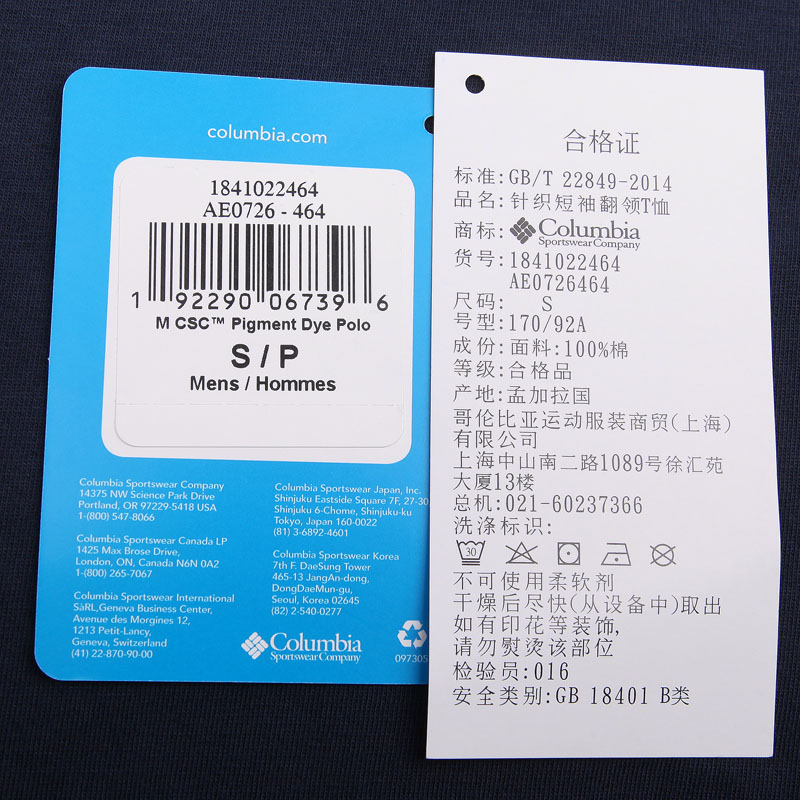 columbia.com
1841022464
AE0726 - 464
1 92290 06739 6
M CSC™ Pigment Dye Polo
S / P
Mens / Hommes
Columbia Sportswear Company
14375 NW Science Park Drive
Portland, OR 97229-5418 USA
1-(800) 547-8066
Columbia Sportswear Canada LP
1425 Max Brose Drive,
London, ON, Canada N6N 0A2
1-(800) 265-7067
Columbia Sportswear International
SàRL,Geneva Business Center,
Avenue des Morgines 12,
1213 Petit-Lancy,
Geneva, Switzerland
(41) 22-870-90-00
Columbia Sportswear Japan, Inc.
Shinjuku Eastside Square 7F, 27-30,
Shinjuku 6-Chome, Shinjuku-ku
Tokyo, Japan 160-0022
(81) 3-6892-4601
Columbia Sportswear Korea
7th F. DaeSung Tower
465-13 JangAn-dong,
DongDaeMun-gu,
Seoul, Korea 02645
(82) 2-540-0277
Columbia
Sportswear Company
097305
合格证
标准:GB/T 22849-2014
品名:针织短袖翻领T恤
商标:Columbia
Sportswear Company
货号:1841022464
AE0726464
尺码: S
号型:170/92A
成份:面料:100%棉
等级:合格品
产地:孟加拉国
哥伦比亚运动服装商贸(上海)
有限公司
上海中山南二路1089号徐汇苑
大厦13楼
总机:021-60237366
洗涤标识:
30
不可使用柔软剂
干燥后尽快(从设备中)取出
如有印花等装饰,
请勿熨烫该部位
检验员:016
安全类别:GB 18401 B类